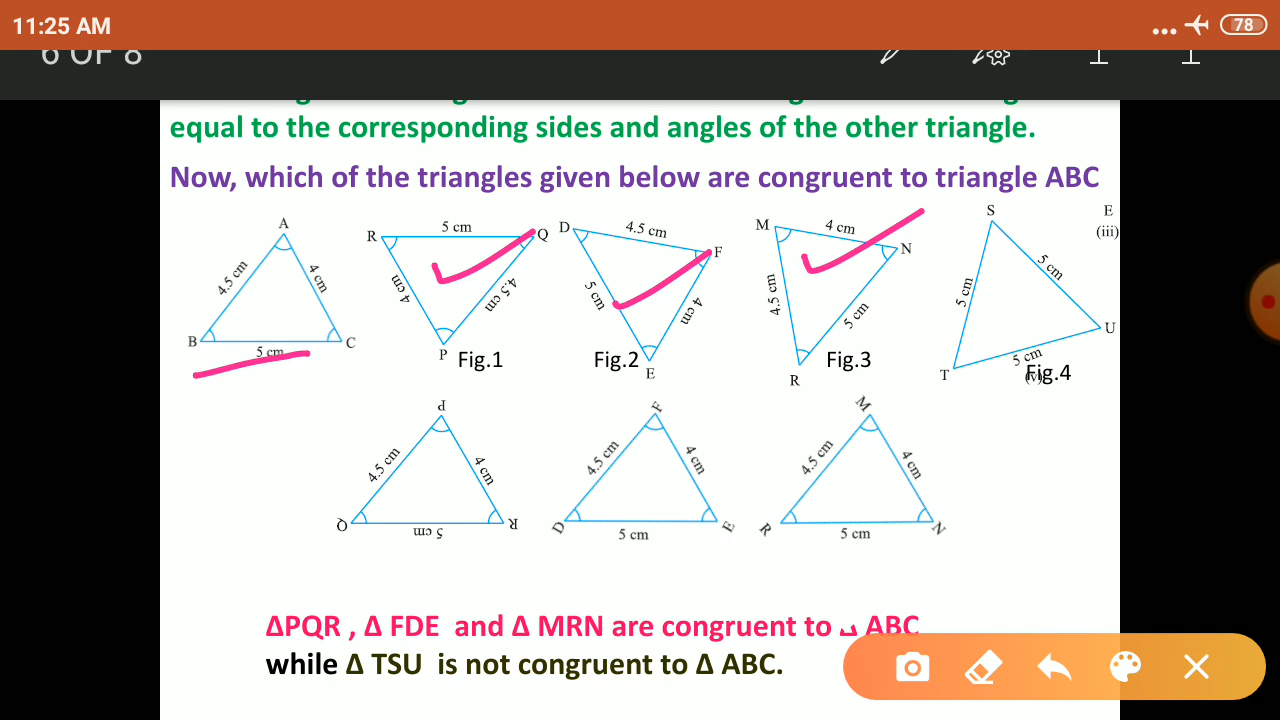 11:25 AM
78
6 OF 8
equal to the corresponding sides and angles of the other triangle.
Now, which of the triangles given below are congruent to triangle ABC
A
4.5 cm
4 cm
B
5 cm
C
R
5 cm
Q
4 cm
4.5 cm
P
Fig.1
D
4.5 cm
F
5 cm
4 cm
E
Fig.2
M
4 cm
N
4.5 cm
5 cm
R
Fig.3
S
5 cm
5 cm
U
T
5 cm
Fig.4
E
(iii)
P
4.5 cm
4 cm
Q
5 cm
R
F
4.5 cm
4 cm
D
5 cm
E
M
4.5 cm
4 cm
R
5 cm
N
ΔPQR , Δ FDE and Δ MRN are congruent to Δ ABC
while Δ TSU is not congruent to Δ ABC.